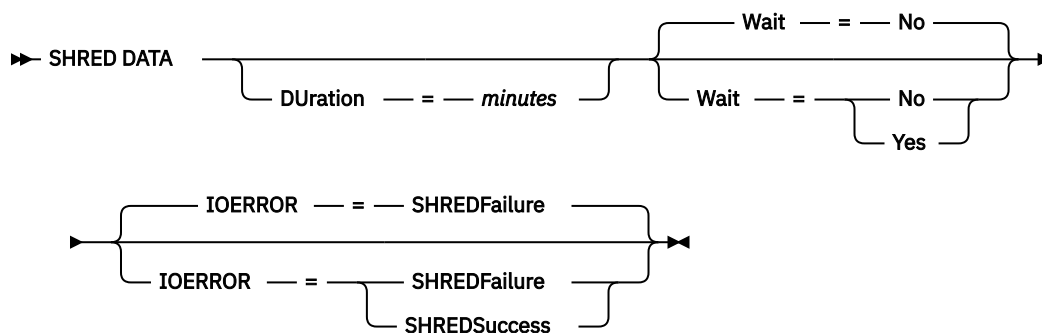 Wait = No
SHRED DATA
DUration = minutes
Wait = No
Yes
IOERROR = SHREDFailure
IOERROR = SHREDFailure
SHREDSuccess